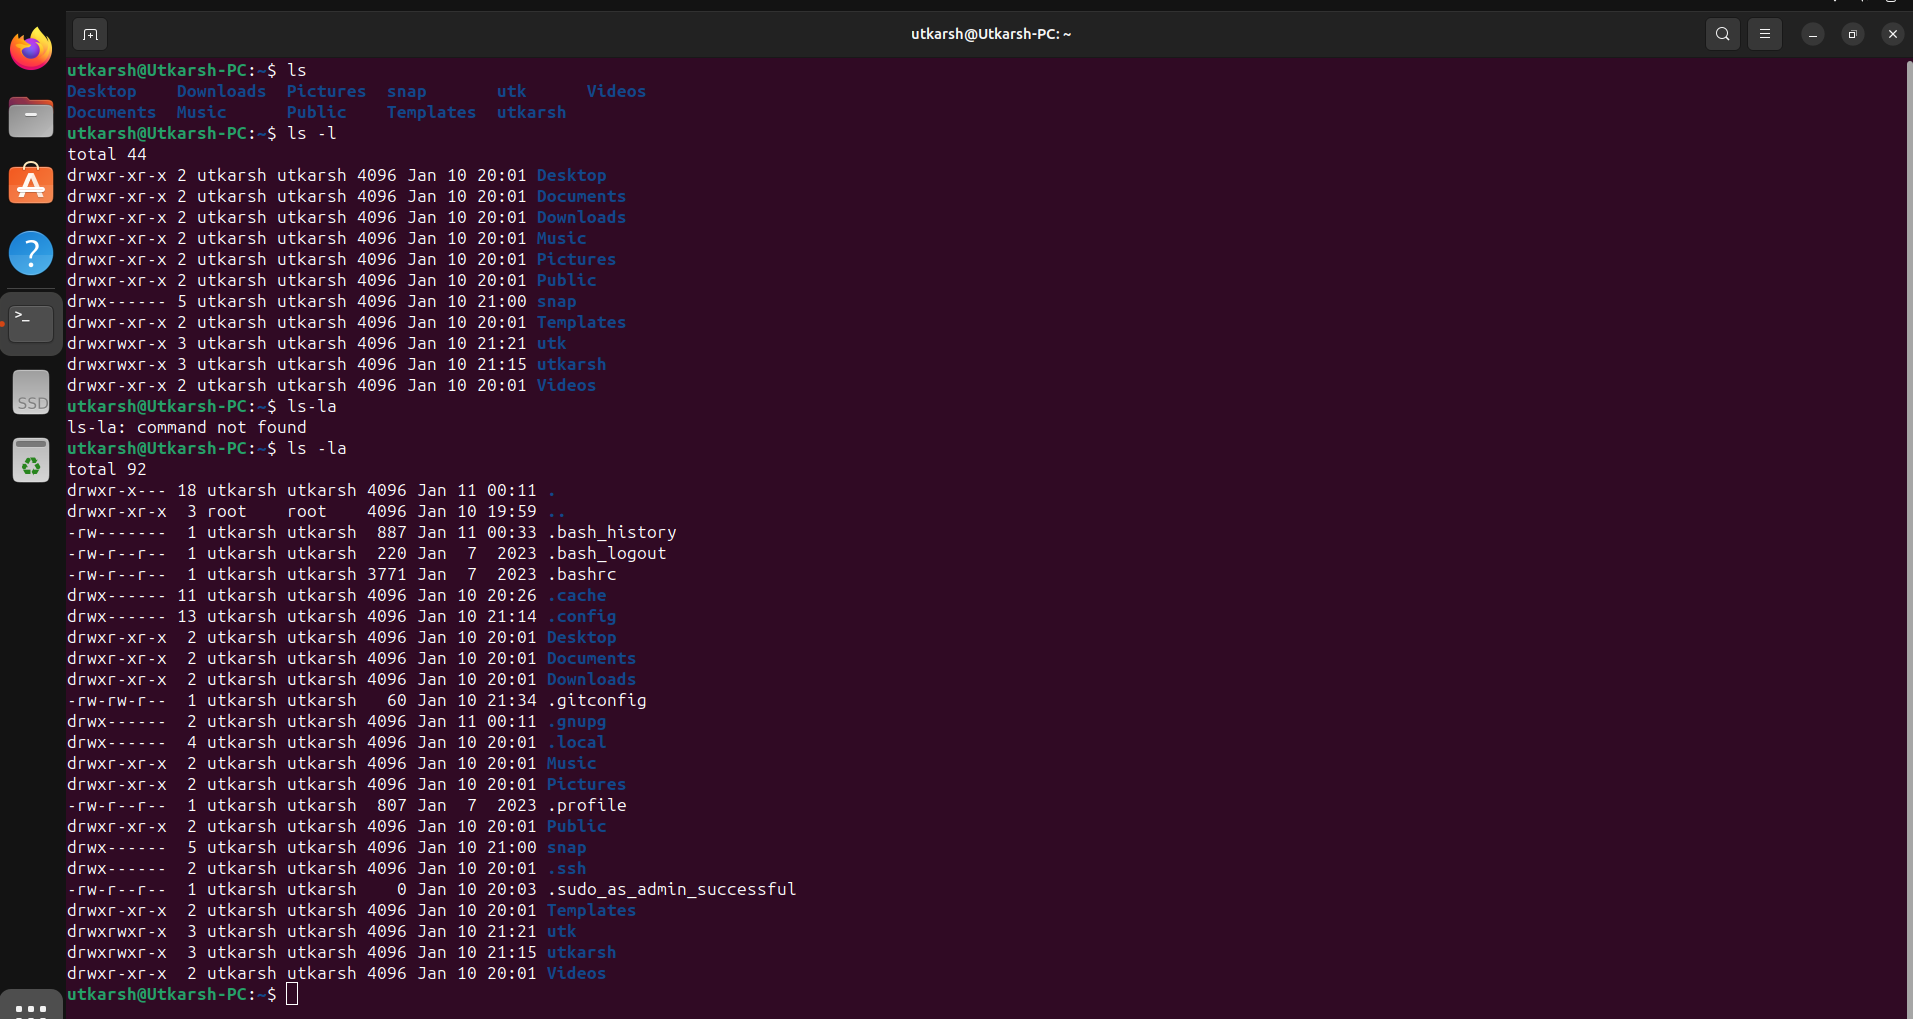 utkarsh@Utkarsh-PC: ~
utkarsh@Utkarsh-PC:~$ ls
Desktop    Downloads  Pictures  snap       utk      Videos
Documents  Music      Public    Templates  utkarsh
utkarsh@Utkarsh-PC:~$ ls -l
total 44
drwxr-xr-x 2 utkarsh utkarsh 4096 Jan 10 20:01 Desktop
drwxr-xr-x 2 utkarsh utkarsh 4096 Jan 10 20:01 Documents
drwxr-xr-x 2 utkarsh utkarsh 4096 Jan 10 20:01 Downloads
drwxr-xr-x 2 utkarsh utkarsh 4096 Jan 10 20:01 Music
drwxr-xr-x 2 utkarsh utkarsh 4096 Jan 10 20:01 Pictures
drwxr-xr-x 2 utkarsh utkarsh 4096 Jan 10 20:01 Public
drwx------ 5 utkarsh utkarsh 4096 Jan 10 21:00 snap
drwxr-xr-x 2 utkarsh utkarsh 4096 Jan 10 20:01 Templates
drwxrwxr-x 3 utkarsh utkarsh 4096 Jan 10 21:21 utk
drwxrwxr-x 3 utkarsh utkarsh 4096 Jan 10 21:15 utkarsh
drwxr-xr-x 2 utkarsh utkarsh 4096 Jan 10 20:01 Videos
utkarsh@Utkarsh-PC:~$ ls-la
ls-la: command not found
utkarsh@Utkarsh-PC:~$ ls -la
total 92
drwxr-x--- 18 utkarsh utkarsh 4096 Jan 11 00:11 .
drwxr-xr-x  3 root    root    4096 Jan 10 19:59 ..
-rw-------  1 utkarsh utkarsh  887 Jan 11 00:33 .bash_history
-rw-r--r--  1 utkarsh utkarsh  220 Jan  7  2023 .bash_logout
-rw-r--r--  1 utkarsh utkarsh 3771 Jan  7  2023 .bashrc
drwx------ 11 utkarsh utkarsh 4096 Jan 10 20:26 .cache
drwx------ 13 utkarsh utkarsh 4096 Jan 10 21:14 .config
drwxr-xr-x  2 utkarsh utkarsh 4096 Jan 10 20:01 Desktop
drwxr-xr-x  2 utkarsh utkarsh 4096 Jan 10 20:01 Documents
drwxr-xr-x  2 utkarsh utkarsh 4096 Jan 10 20:01 Downloads
-rw-rw-r--  1 utkarsh utkarsh   60 Jan 10 21:34 .gitconfig
drwx------  2 utkarsh utkarsh 4096 Jan 11 00:11 .gnupg
drwx------  4 utkarsh utkarsh 4096 Jan 10 20:01 .local
drwxr-xr-x  2 utkarsh utkarsh 4096 Jan 10 20:01 Music
drwxr-xr-x  2 utkarsh utkarsh 4096 Jan 10 20:01 Pictures
-rw-r--r--  1 utkarsh utkarsh  807 Jan  7  2023 .profile
drwxr-xr-x  2 utkarsh utkarsh 4096 Jan 10 20:01 Public
drwx------  5 utkarsh utkarsh 4096 Jan 10 21:00 snap
drwx------  2 utkarsh utkarsh 4096 Jan 10 20:01 .ssh
-rw-r--r--  1 utkarsh utkarsh    0 Jan 10 20:03 .sudo_as_admin_successful
drwxr-xr-x  2 utkarsh utkarsh 4096 Jan 10 20:01 Templates
drwxrwxr-x  3 utkarsh utkarsh 4096 Jan 10 21:21 utk
drwxrwxr-x  3 utkarsh utkarsh 4096 Jan 10 21:15 utkarsh
drwxr-xr-x  2 utkarsh utkarsh 4096 Jan 10 20:01 Videos
utkarsh@Utkarsh-PC:~$
?
>_
SSD